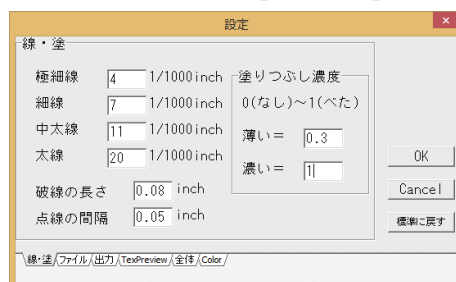 設定
線・塗
極細線 4 1/1000inch
細線 7 1/1000inch
中太線 11 1/1000inch
太線 20 1/1000inch
破線の長さ 0.08 inch
点線の間隔 0.05 inch
塗りつぶし濃度
0(なし)~1(べた)
薄い= 0.3
濃い= 1
OK
Cancel
標準に戻す
線・塗 ファイル 出力 TexPreview 全体 Color